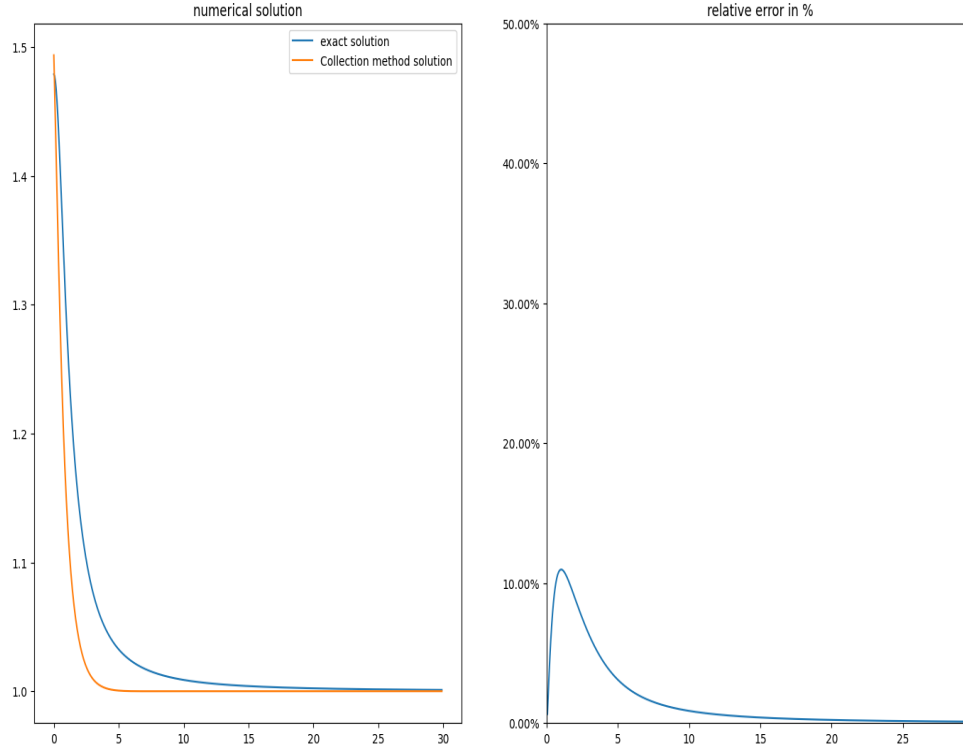 numerical solution
exact solution
Collection method solution
1.5
1.4
1.3
1.2
1.1
1.0
0 5 10 15 20 25 30
relative error in %
50.00%
40.00%
30.00%
20.00%
10.00%
0.00%
0 5 10 15 20 25